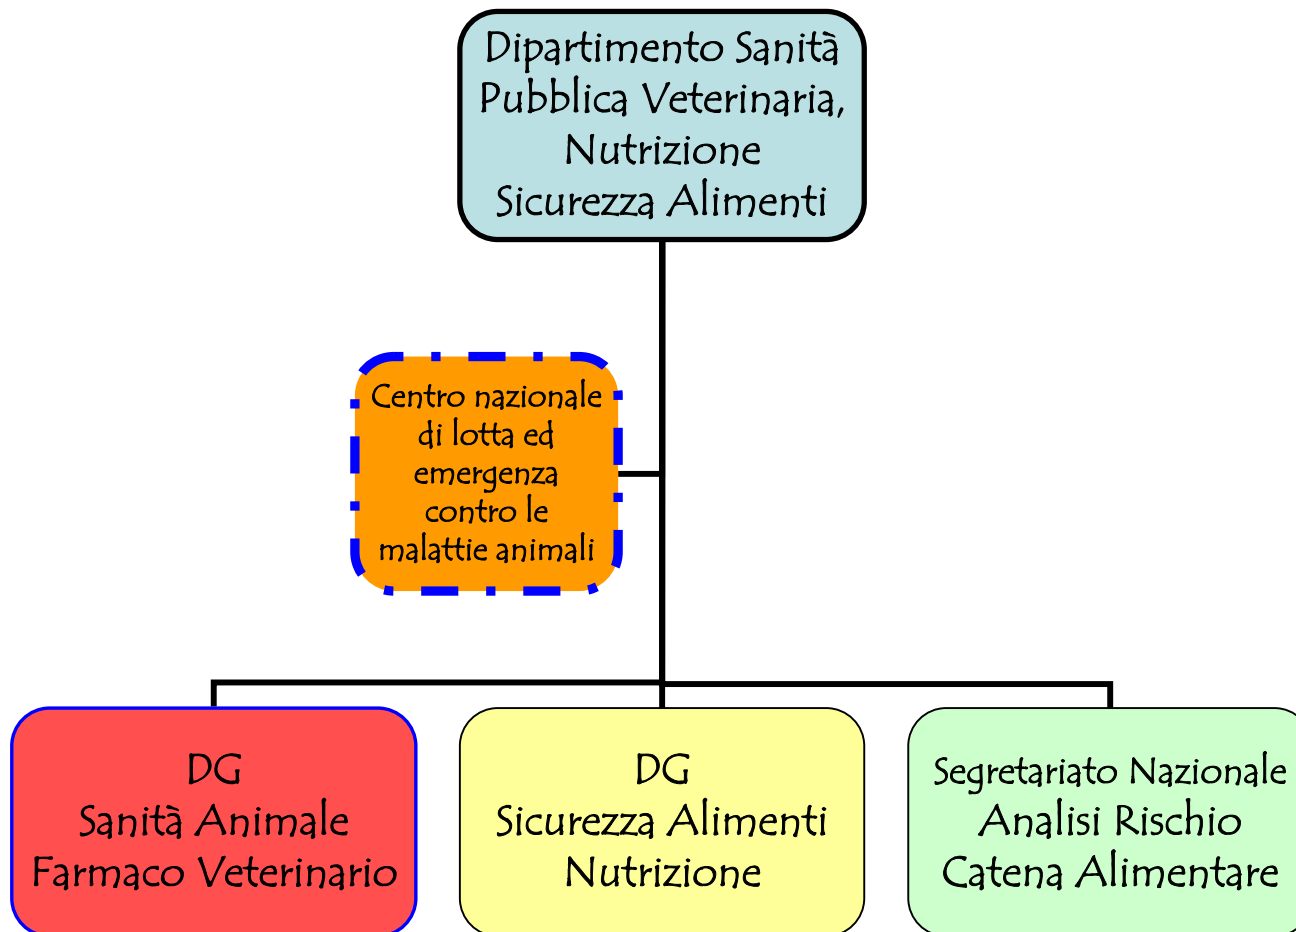 Dipartimento Sanità
Pubblica Veterinaria,
Nutrizione
Sicurezza Alimenti
Centro nazionale
di lotta ed
emergenza
contro le
malattie animali
DG
Sanità Animale
Farmaco Veterinario
DG
Sicurezza Alimenti
Nutrizione
Segretariato Nazionale
Analisi Rischio
Catena Alimentare